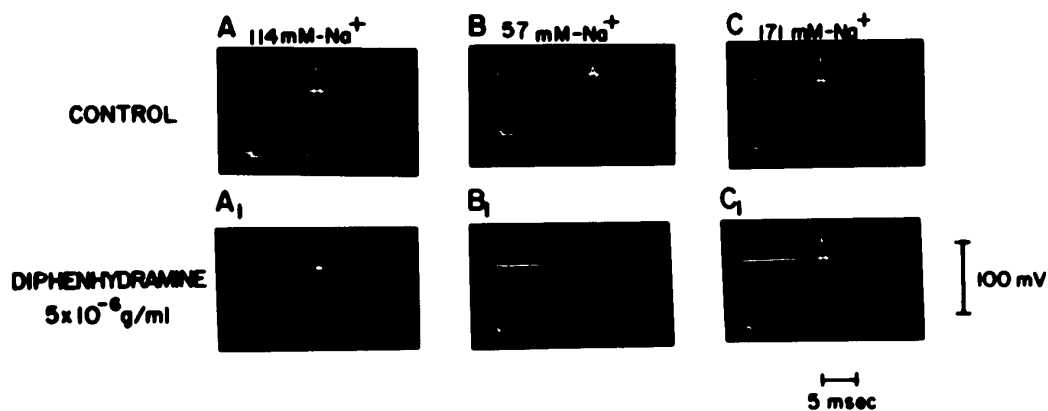 A 114 mM-Na+
B 57 mM-Na+
C 171 mM-Na+
CONTROL
A1
B1
C1
DIPHENHYDRAMINE
5x10-6 g/ml
100 mV
5 msec